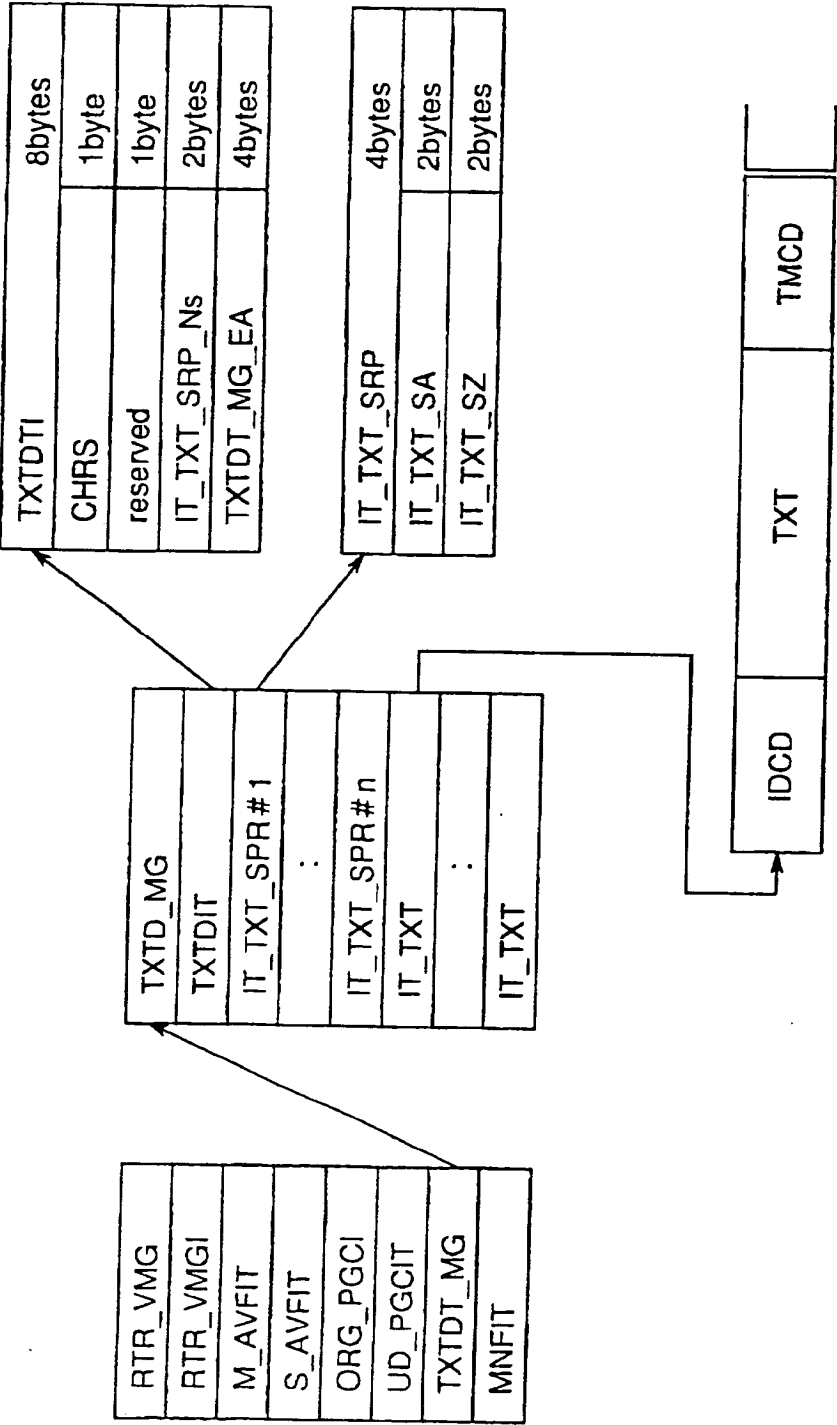 RTR_VMG
RTR_VMGI
M_AVFIT
S_AVFIT
ORG_PGCI
UD_PGCIT
TXTDT_MG
MNFIT
TXTD_MG
TXTDIT
IT_TXT_SPR#1
:
IT_TXT_SPR#n
IT_TXT
:
IT_TXT
TXTDTI 8bytes
CHRS 1byte
reserved 1byte
IT_TXT_SRP_Ns 2bytes
TXTDT_MG_EA 4bytes
IT_TXT_SRP 4bytes
IT_TXT_SA 2bytes
IT_TXT_SZ 2bytes
IDCD TXT TMCD